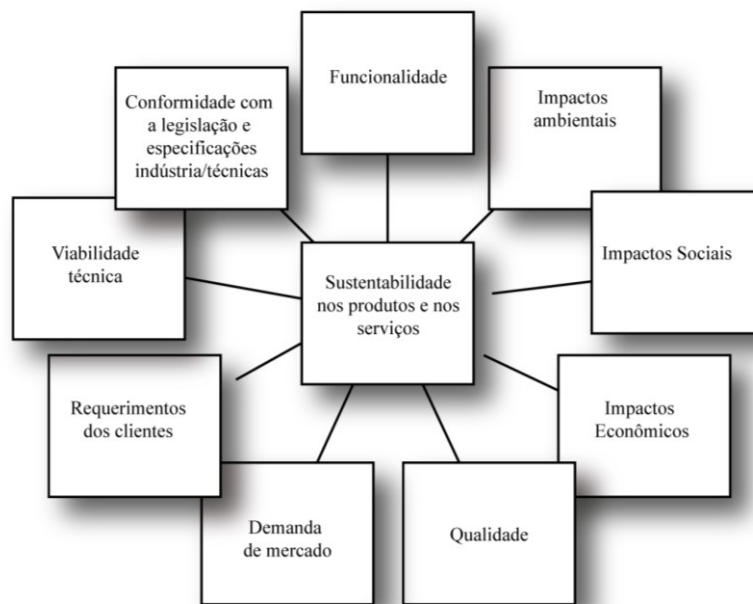 Funcionalidade
Conformidade com
a legislação e
especificações
indústria/técnicas
Impactos
ambientais
Viabilidade
técnica
Sustentabilidade
nos produtos e nos
serviços
Impactos Sociais
Requerimentos
dos clientes
Impactos
Econômicos
Demanda
de mercado
Qualidade